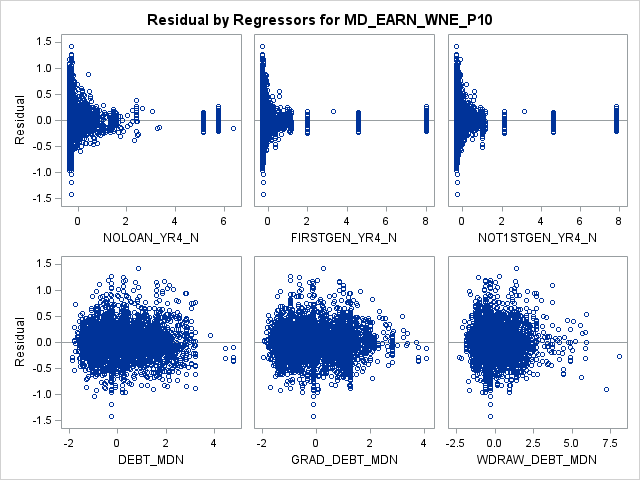 Residual by Regressors for MD_EARN_WNE_P10
Residual
1.5
1.0
0.5
0.0
-0.5
-1.0
-1.5
0 2 4 6
0 2 4 6 8
0 2 4 6 8
NOLOAN_YR4_N
FIRSTGEN_YR4_N
NOT1STGEN_YR4_N
Residual
1.5
1.0
0.5
0.0
-0.5
-1.0
-1.5
-2 0 2 4
-2 0 2 4
-2.5 0.0 2.5 5.0 7.5
DEBT_MDN
GRAD_DEBT_MDN
WDRAW_DEBT_MDN